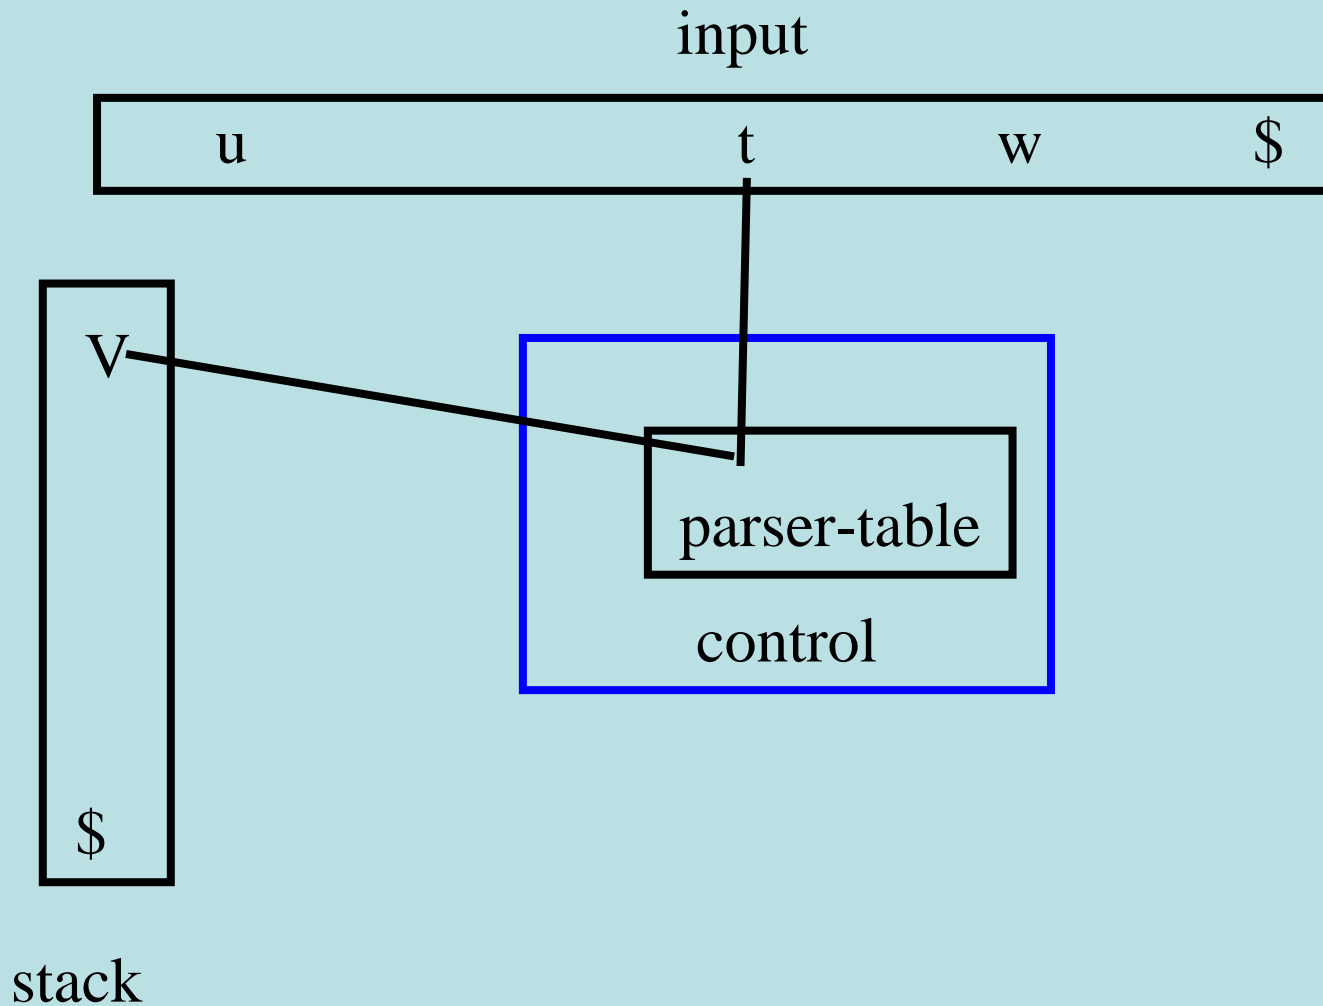 input
u t w $
V
parser-table
control
$
stack